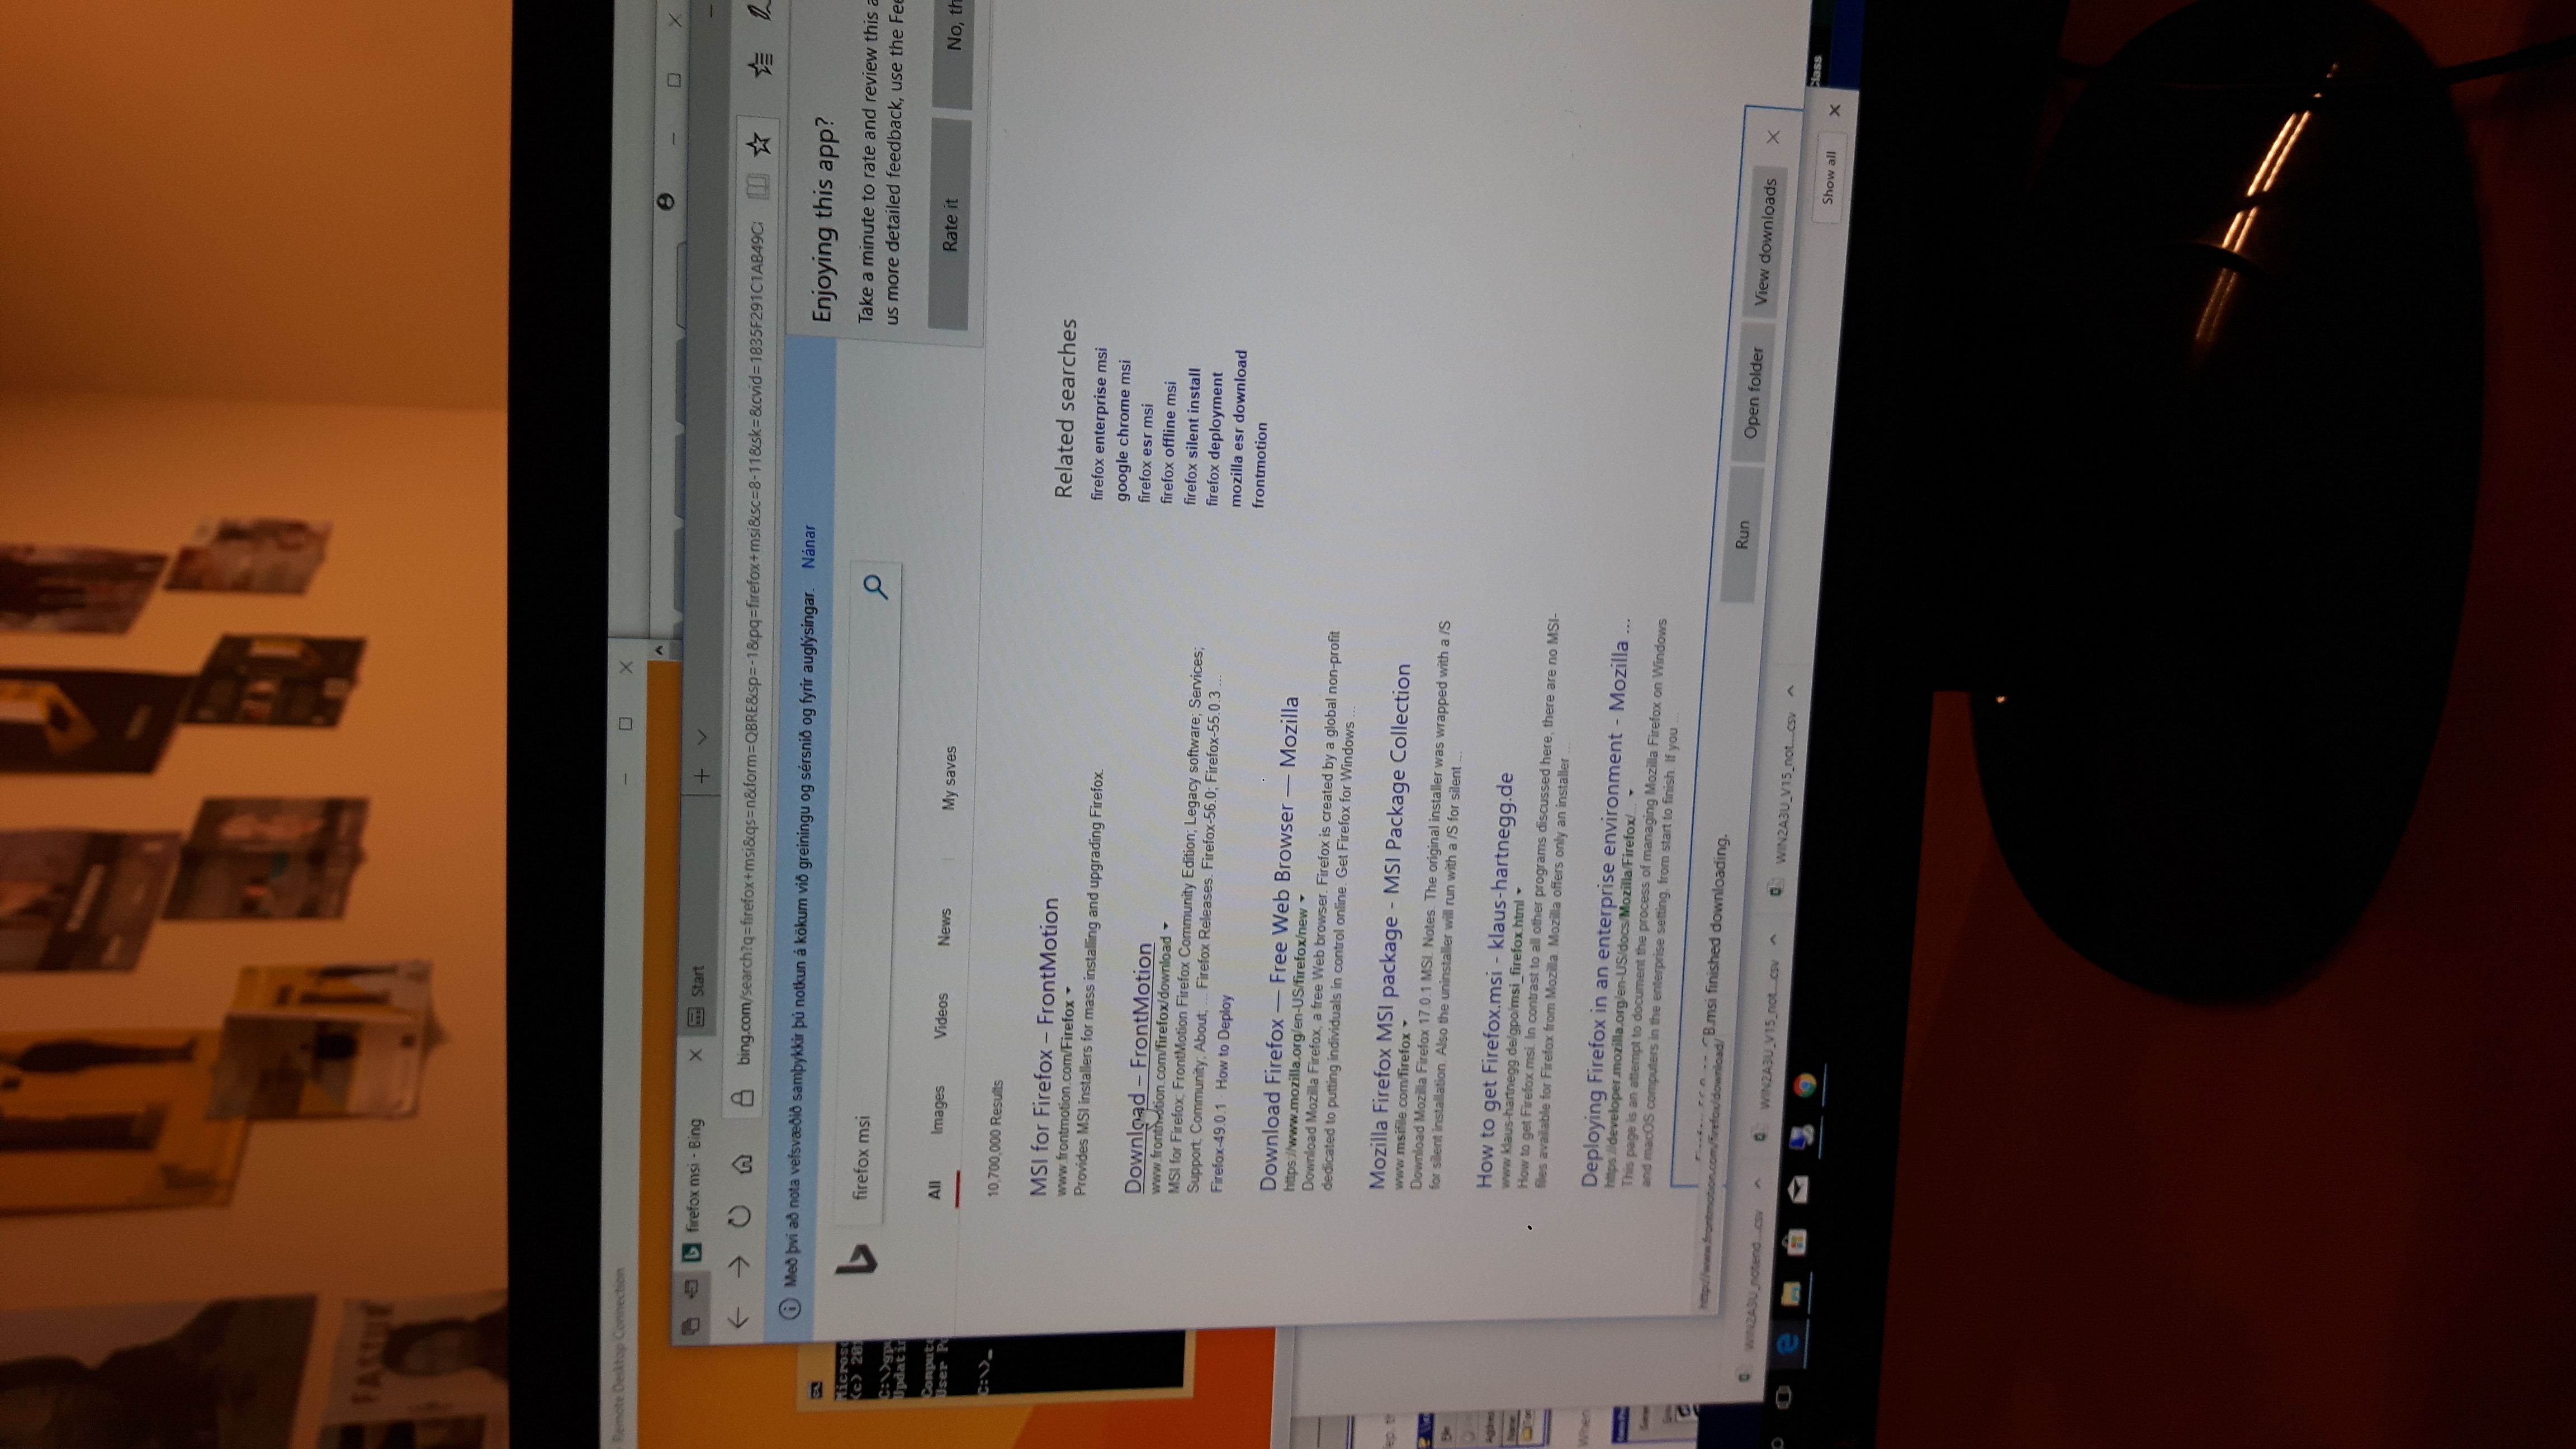 FASTUR
Remote Desktop Connection
firefox msi - Bing
Start
bing.com/search?q=firefox+msi&qs=n&form=QBRE&sp=-1&pq=firefox+msi&sc=8-11&sk=&cvid=1835F291C1AB49C
Með því að nota vefsvæðið samþykkir þú notkun á kökum við greiningu og sérsnið og fyrir auglýsingar. Nánar
Enjoying this app?
Take a minute to rate and review this a
us more detailed feedback, use the Fee
Rate it
No, th
Micros
(c) 20
C:\>gpu
Updatin
Compute
User Po
C:\>_
firefox msi
All
Images
Videos
News
My saves
10,700,000 Results
MSI for Firefox – FrontMotion
www.frontmotion.com/Firefox
Provides MSI installers for mass installing and upgrading Firefox.
Download – FrontMotion
www.frontmotion.com/firefox/download
MSI for Firefox; FrontMotion Firefox Community Edition; Legacy software; Services;
Support; Community; About; ... Firefox Releases. Firefox-56.0; Firefox-55.0.3 ...
Firefox-49.0.1 · How to Deploy
Download Firefox — Free Web Browser — Mozilla
https://www.mozilla.org/en-US/firefox/new
Download Mozilla Firefox, a free Web browser. Firefox is created by a global non-profit
dedicated to putting individuals in control online. Get Firefox for Windows ...
Mozilla Firefox MSI package - MSI Package Collection
www.msifile.com/firefox
Download Mozilla Firefox 17.0.1 MSI. Notes. The original installer was wrapped with a /S
for silent installation. Also the uninstaller will run with a /S for silent ...
How to get Firefox.msi - klaus-hartnegg.de
www.klaus-hartnegg.de/gpo/msi_firefox.html
How to get Firefox.msi. In contrast to all other programs discussed here, there are no MSI-
files available for Firefox from Mozilla. Mozilla offers only an installer ...
Deploying Firefox in an enterprise environment - Mozilla ...
https://developer.mozilla.org/en-US/docs/Mozilla/Firefox/...
This page is an attempt to document the process of managing Mozilla Firefox on Windows
and macOS computers in the enterprise setting, from start to finish. If you ...
Related searches
firefox enterprise msi
google chrome msi
firefox esr msi
firefox offline msi
firefox silent install
firefox deployment
mozilla esr download
frontmotion
http://www.frontmotion.com/firefox/download/
B.msi finished downloading.
Run
Open folder
View downloads
WIN2A3U_notend....csv
WIN2A3U_V15_not....csv
WIN2A3U_V15_not....csv
Show all
Class
When